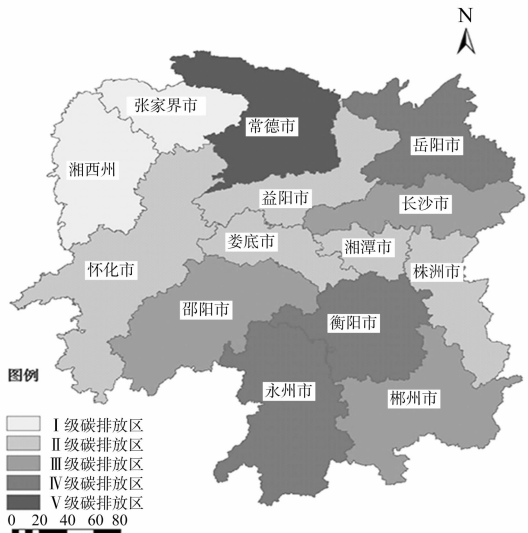 N
张家界市
常德市
岳阳市
湘西州
益阳市
长沙市
娄底市
湘潭市
怀化市
株洲市
邵阳市
衡阳市
永州市
郴州市
图例
Ⅰ级碳排放区
Ⅱ级碳排放区
Ⅲ级碳排放区
Ⅳ级碳排放区
Ⅴ级碳排放区
0 20 40 60 80